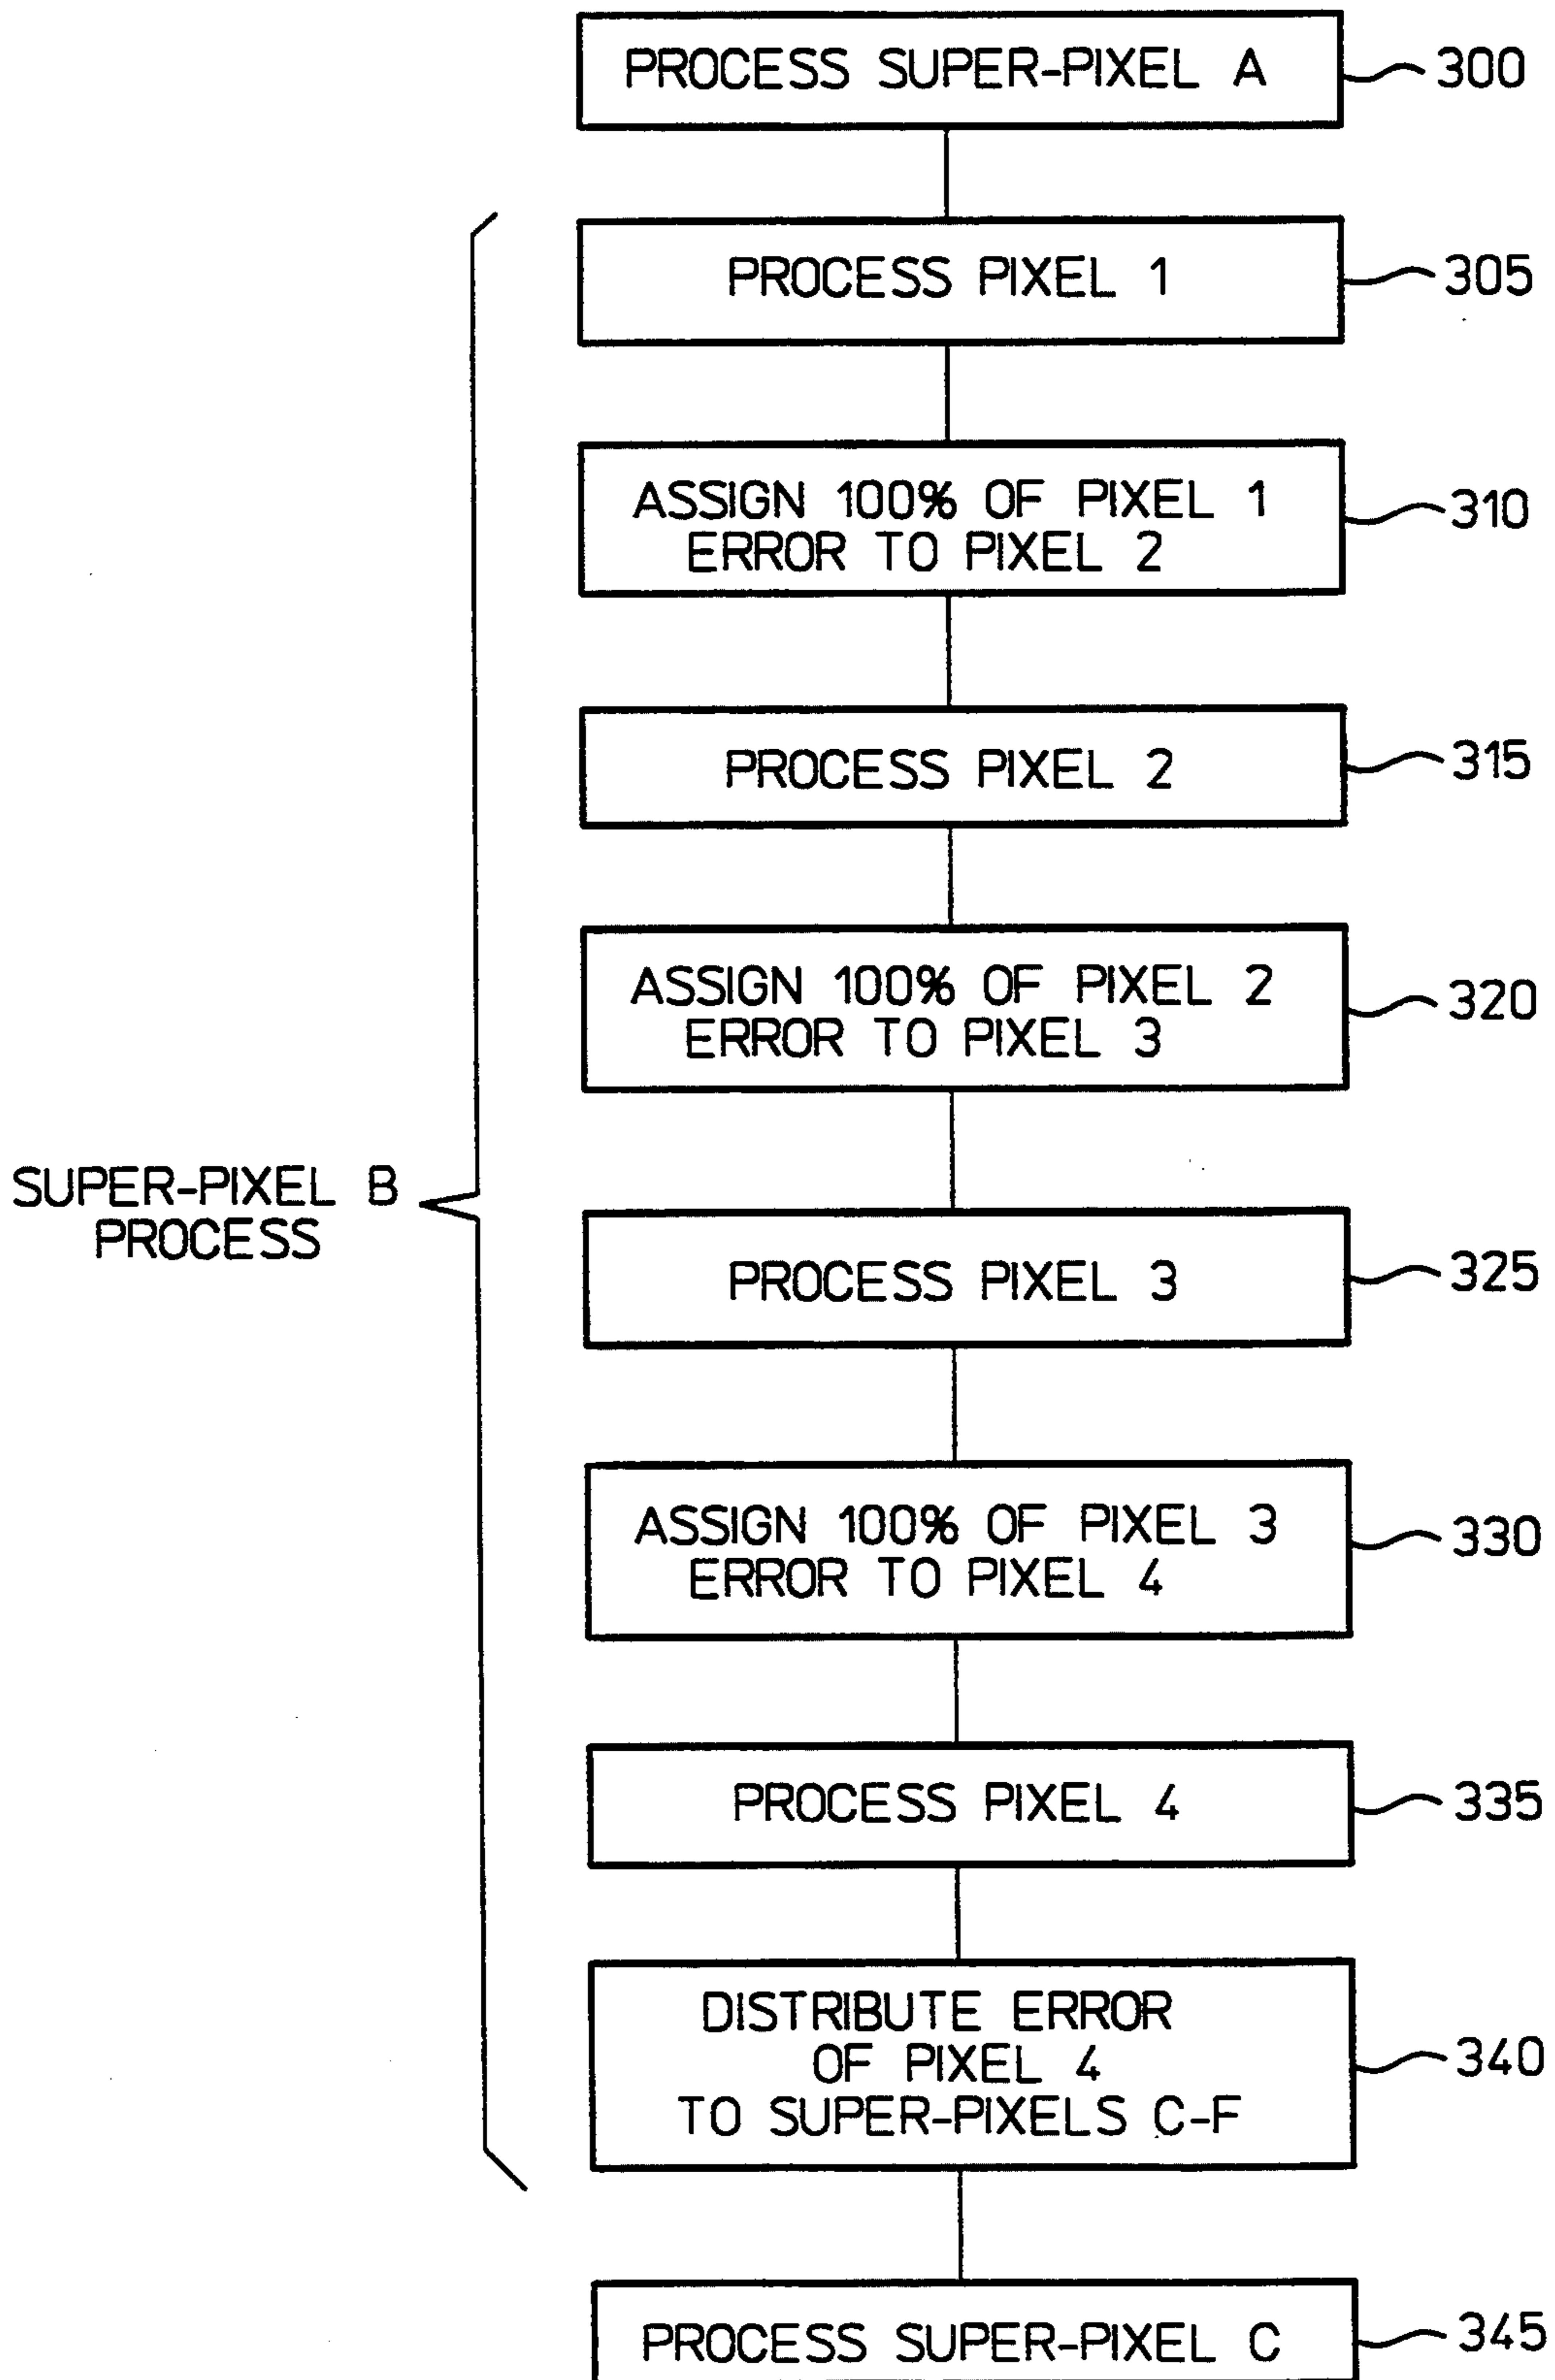 PROCESS SUPER-PIXEL A
300
PROCESS PIXEL 1
305
ASSIGN 100% OF PIXEL 1
ERROR TO PIXEL 2
310
PROCESS PIXEL 2
315
ASSIGN 100% OF PIXEL 2
ERROR TO PIXEL 3
320
SUPER-PIXEL B
PROCESS
PROCESS PIXEL 3
325
ASSIGN 100% OF PIXEL 3
ERROR TO PIXEL 4
330
PROCESS PIXEL 4
335
DISTRIBUTE ERROR
OF PIXEL 4
TO SUPER-PIXELS C-F
340
PROCESS SUPER-PIXEL C
345